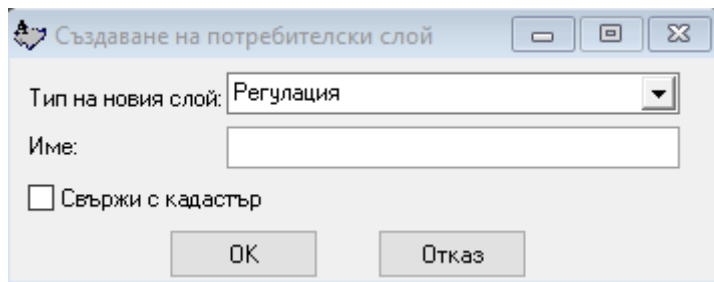 Създаване на потребителски слой
Тип на новия слой: Регулация
Име:
Свържи с кадастър
OK Отказ